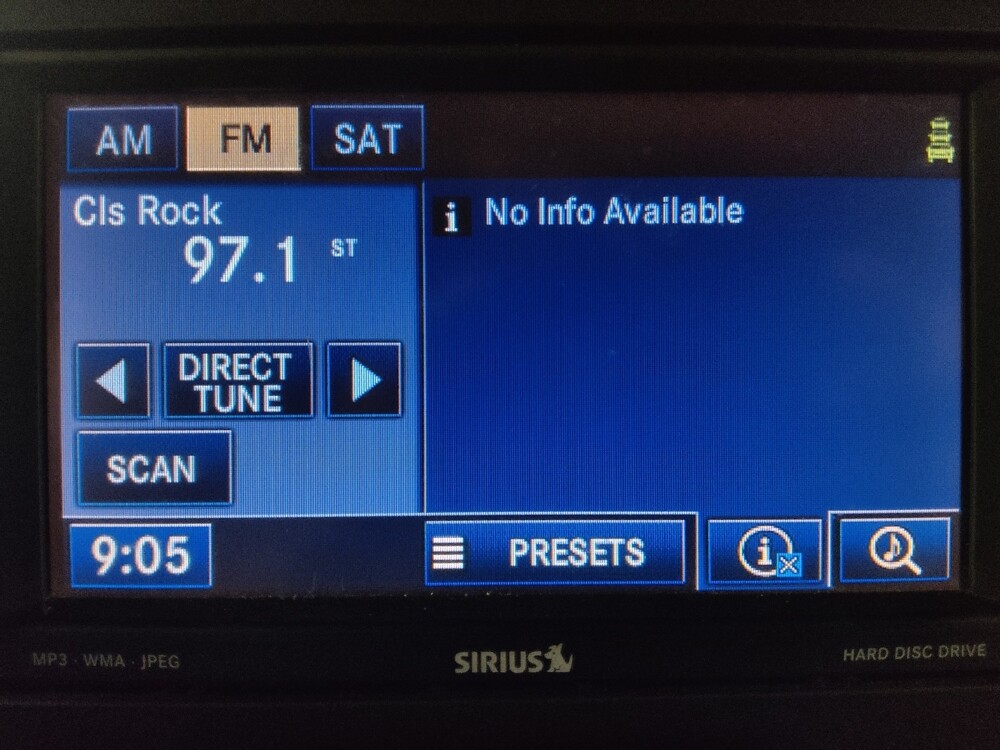 AM FM SAT
Cls Rock
97.1 ST
i No Info Available
DIRECT
TUNE
SCAN
9:05 PRESETS i
MP3 · WMA · JPEG SIRIUS HARD DISC DRIVE